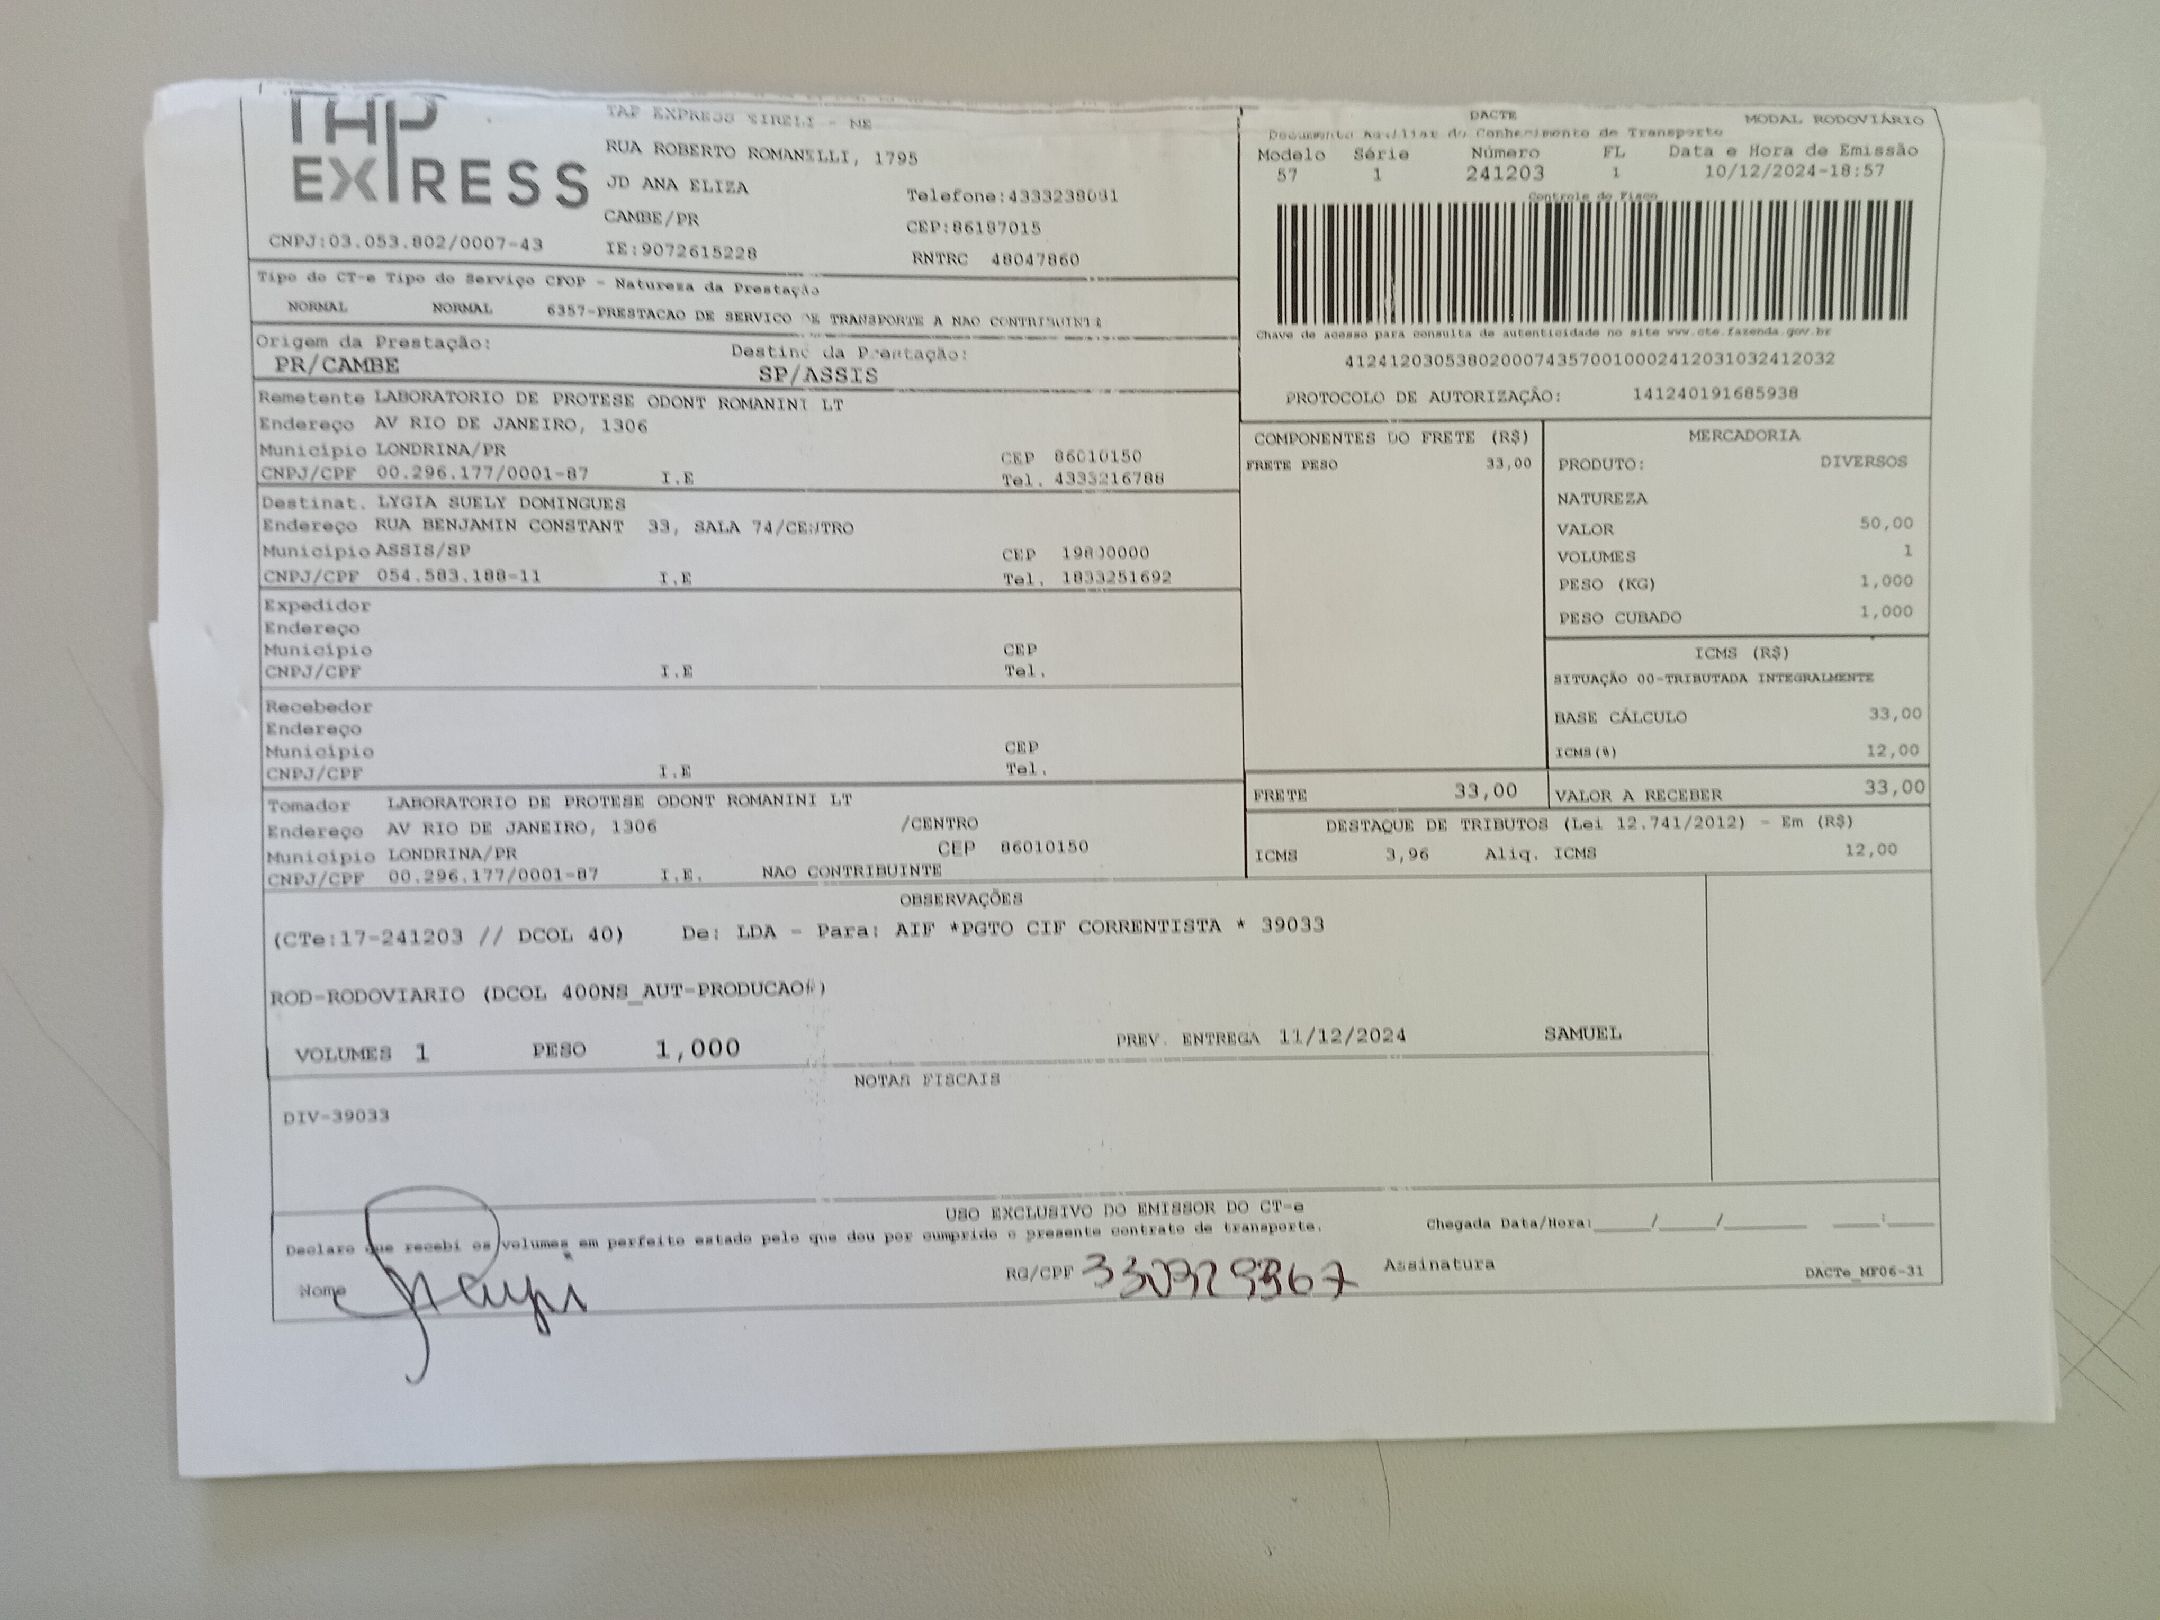 TAP
EXPRESS
CNPJ:03.053.802/0007-43
TAP EXPRESS EIRELI - ME
RUA ROBERTO ROMANELLI, 1795
JD ANA ELIZA
CAMBE/PR
IE:9072615228
Telefone:4333238081
CEP:86187015
RNTRC 48047860
DACTE
MODAL RODOVIÁRIO
Documento Auxiliar do Conhecimento de Transporte
Modelo Série Número FL Data e Hora de Emissão
57 1 241203 1 10/12/2024-18:57
Controle do Fisco
Chave de acesso para consulta de autenticidade no site www.cte.fazenda.gov.br
41241203053802000743570010002412031032412032
PROTOCOLO DE AUTORIZAÇÃO: 141240191685938
Tipo do CT-e Tipo do Serviço CFOP - Natureza da Prestação
NORMAL NORMAL 6357-PRESTACAO DE SERVICO DE TRANSPORTE A NAO CONTRIBUINTE
Origem da Prestação: Destino da Prestação:
PR/CAMBE SP/ASSIS
Remetente LABORATORIO DE PROTESE ODONT ROMANINI LT
Endereço AV RIO DE JANEIRO, 1306
Município LONDRINA/PR CEP 86010150
CNPJ/CPF 00.296.177/0001-87 I.E Tel. 4333216788
Destinat. LYGIA SUELY DOMINGUES
Endereço RUA BENJAMIN CONSTANT 33, SALA 74/CENTRO
Município ASSIS/SP CEP 19800000
CNPJ/CPF 054.583.188-11 I.E Tel. 1833251692
Expedidor
Endereço
Município CEP
CNPJ/CPF I.E Tel.
Recebedor
Endereço
Município CEP
CNPJ/CPF I.E Tel.
Tomador LABORATORIO DE PROTESE ODONT ROMANINI LT
Endereço AV RIO DE JANEIRO, 1306 /CENTRO
Município LONDRINA/PR CEP 86010150
CNPJ/CPF 00.296.177/0001-87 I.E. NAO CONTRIBUINTE
COMPONENTES DO FRETE (R$)
FRETE PESO 33,00
MERCADORIA
PRODUTO: DIVERSOS
NATUREZA
VALOR 50,00
VOLUMES 1
PESO (KG) 1,000
PESO CUBADO 1,000
ICMS (R$)
SITUAÇÃO 00-TRIBUTADA INTEGRALMENTE
BASE CÁLCULO 33,00
ICMS(%) 12,00
FRETE 33,00 VALOR A RECEBER 33,00
DESTAQUE DE TRIBUTOS (Lei 12.741/2012) - Em (R$)
ICMS 3,96 Aliq. ICMS 12,00
OBSERVAÇÕES
(CTe:17-241203 // DCOL 40) De: LDA - Para: AIF *PGTO CIF CORRENTISTA * 39033
ROD-RODOVIARIO (DCOL 400NS_AUT-PRODUCAO#)
VOLUMES 1 PESO 1,000 PREV. ENTREGA 11/12/2024 SAMUEL
NOTAS FISCAIS
DIV-39033
USO EXCLUSIVO DO EMISSOR DO CT-e
Declaro que recebi os volumes em perfeito estado pelo que dou por cumprido o presente contrato de transporte. Chegada Data/Hora:____/____/______ ____:____
Nome RG/CPF Assinatura DACTe_MF06-31